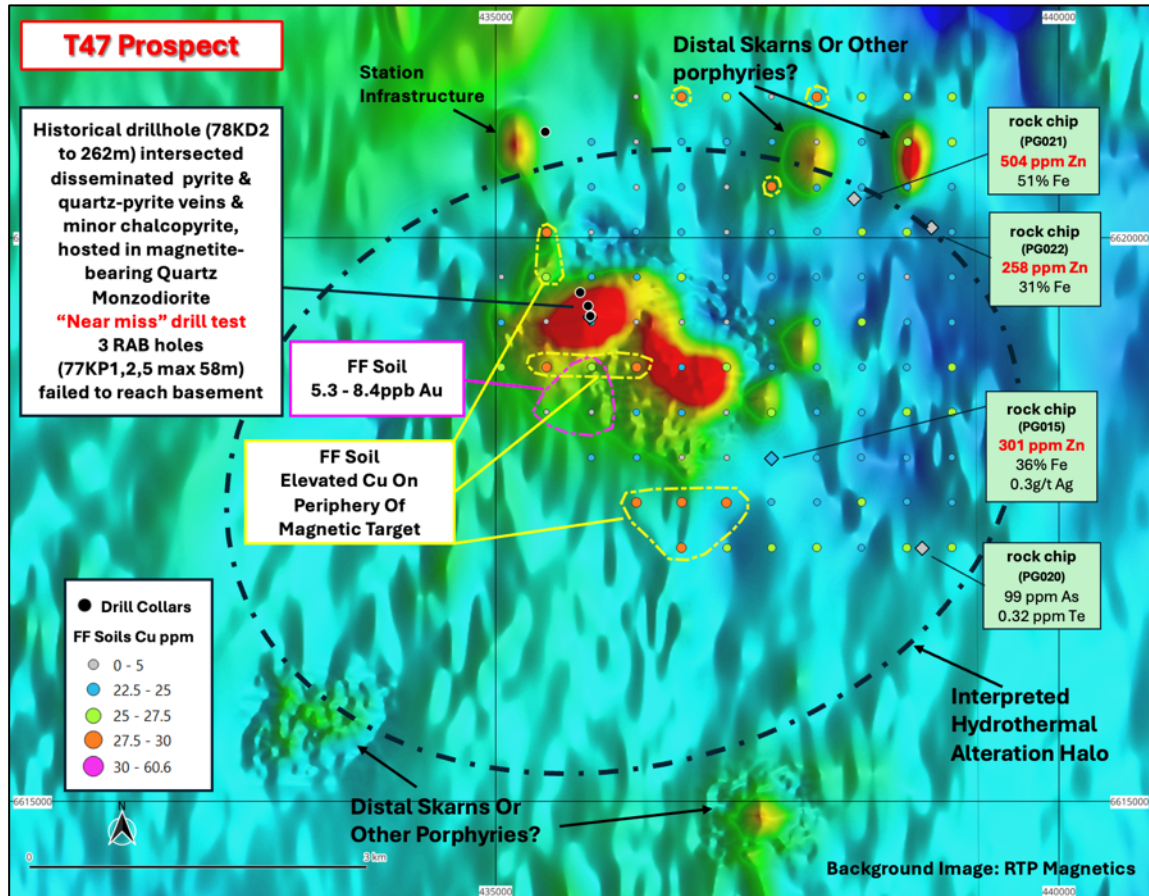 435000
440000
T47 Prospect
Station
Infrastructure
Distal Skarns Or Other
porphyries?
Historical drillhole (78KD2
to 262m) intersected
disseminated pyrite &
quartz-pyrite veins &
minor chalcopyrite,
hosted in magnetite-
bearing Quartz
Monzodiorite
"Near miss" drill test
3 RAB holes
(77KP1,2,5 max 58m)
failed to reach basement
rock chip
(PG021)
504 ppm Zn
51% Fe
6620000
rock chip
(PG022)
258 ppm Zn
31% Fe
FF Soil
5.3 - 8.4ppb Au
FF Soil
Elevated Cu On
Periphery Of
Magnetic Target
rock chip
(PG015)
301 ppm Zn
36% Fe
0.3g/t Ag
rock chip
(PG020)
99 ppm As
0.32 ppm Te
Drill Collars
FF Soils Cu ppm
0 - 5
22.5 - 25
25 - 27.5
27.5 - 30
30 - 60.6
Interpreted
Hydrothermal
Alteration Halo
6615000
6615000
Distal Skarns Or
Other Porphyries?
N
0
3 km
435000
440000
Background Image: RTP Magnetics